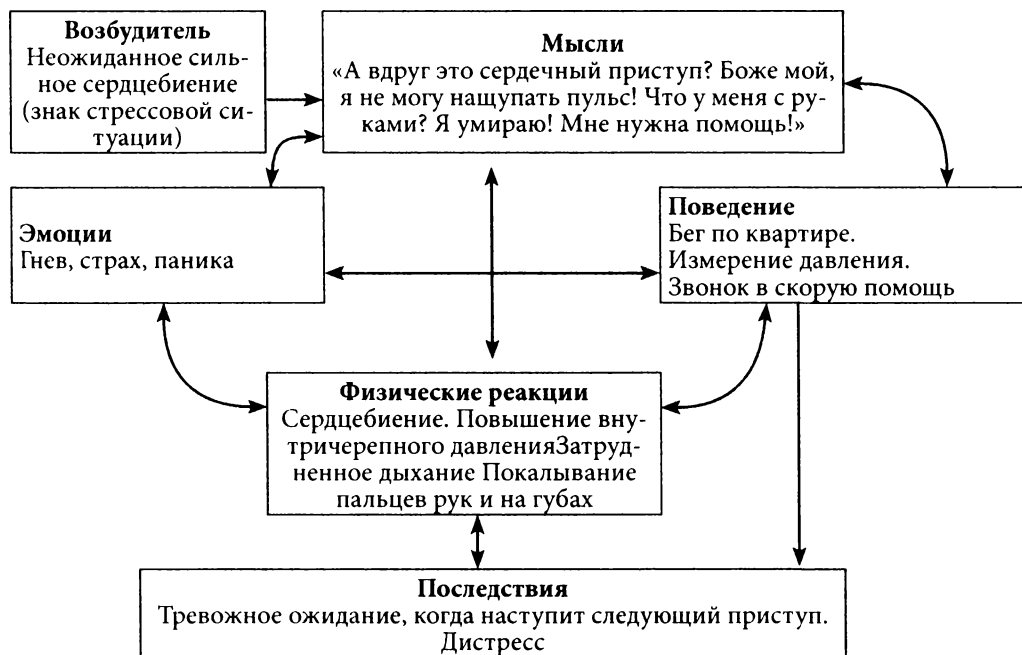 Возбудитель
Неожиданное силь-
ное сердцебиение
(знак стрессовой си-
туации)
Мысли
«А вдруг это сердечный приступ? Боже мой,
я не могу нащупать пульс! Что у меня с ру-
ками? Я умираю! Мне нужна помощь!»
Эмоции
Гнев, страх, паника
Поведение
Бег по квартире.
Измерение давления.
Звонок в скорую помощь
Физические реакции
Сердцебиение. Повышение вну-
тричерепного давленияЗатруд-
ненное дыхание Покалывание
пальцев рук и на губах
Последствия
Тревожное ожидание, когда наступит следующий приступ.
Дистресс